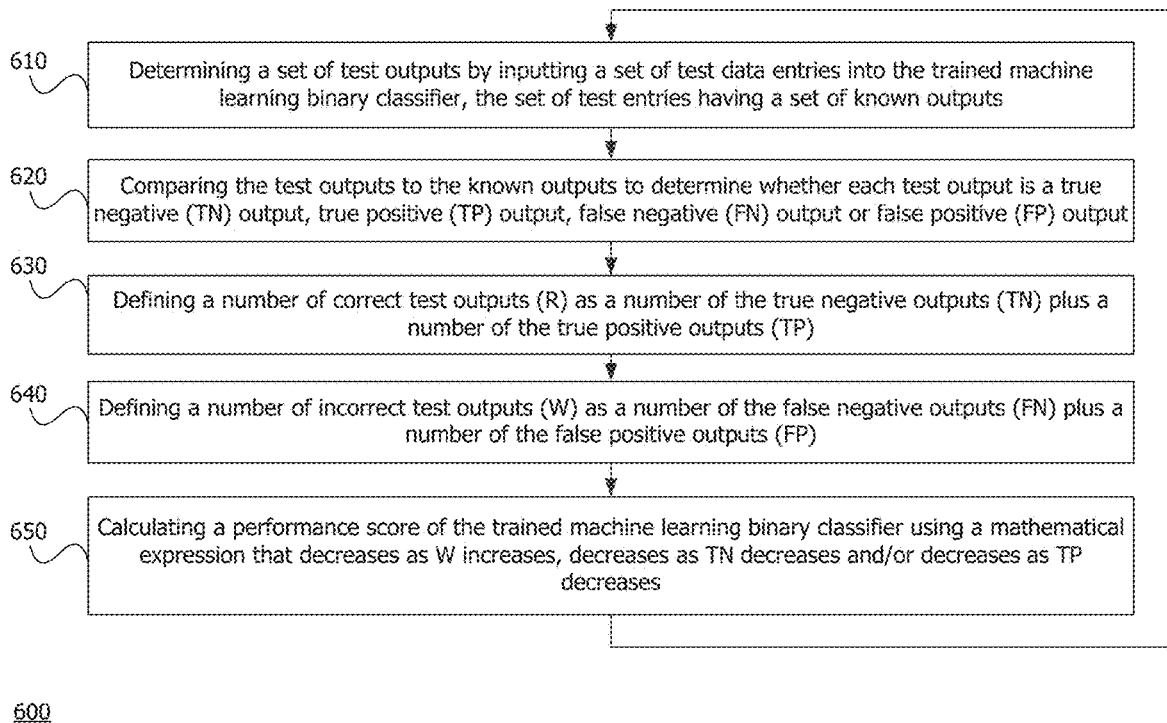 610
Determining a set of test outputs by inputting a set of test data entries into the trained machine
learning binary classifier, the set of test entries having a set of known outputs
620
Comparing the test outputs to the known outputs to determine whether each test output is a true
negative (TN) output, true positive (TP) output, false negative (FN) output or false positive (FP) output
630
Defining a number of correct test outputs (R) as a number of the true negative outputs (TN) plus a
number of the true positive outputs (TP)
640
Defining a number of incorrect test outputs (W) as a number of the false negative outputs (FN) plus a
number of the false positive outputs (FP)
650
Calculating a performance score of the trained machine learning binary classifier using a mathematical
expression that decreases as W increases, decreases as TN decreases and/or decreases as TP
decreases
600